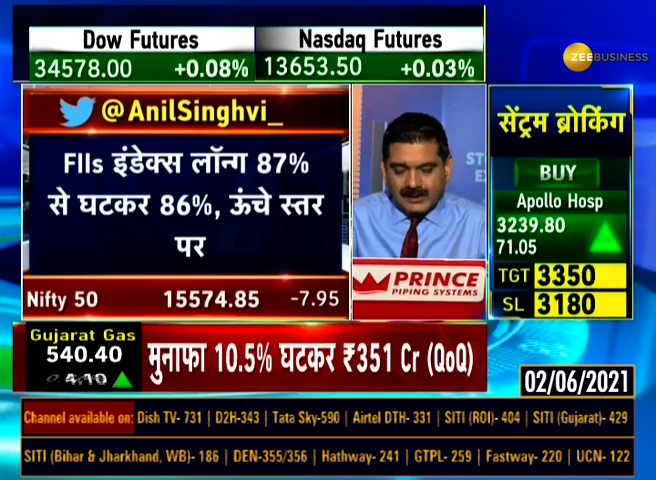 Dow Futures
34578.00 +0.08%
Nasdaq Futures
13653.50 +0.03%
ZEEBUSINESS
@AnilSinghvi_
FIIs इंडेक्स लॉन्ग 87%
से घटकर 86%, ऊंचे स्तर
पर
Nifty 50 15574.85 -7.95
PRINCE
PIPING SYSTEMS
सेंट्रम ब्रोकिंग
BUY
Apollo Hosp
3239.80
71.05
TGT 3350
SL 3180
Gujarat Gas
540.40
मुनाफा 10.5% घटकर ₹351 Cr (QoQ)
02/06/2021
Channel available on: Dish TV- 731 | D2H-343 | Tata Sky-590 | Airtel DTH- 331 | SITI (ROI)- 404 | SITI (Gujarat)- 429
SITI (Bihar & Jharkhand, WB)- 186 | DEN-355/356 | Hathway- 241 | GTPL- 259 | Fastway- 220 | UCN- 122